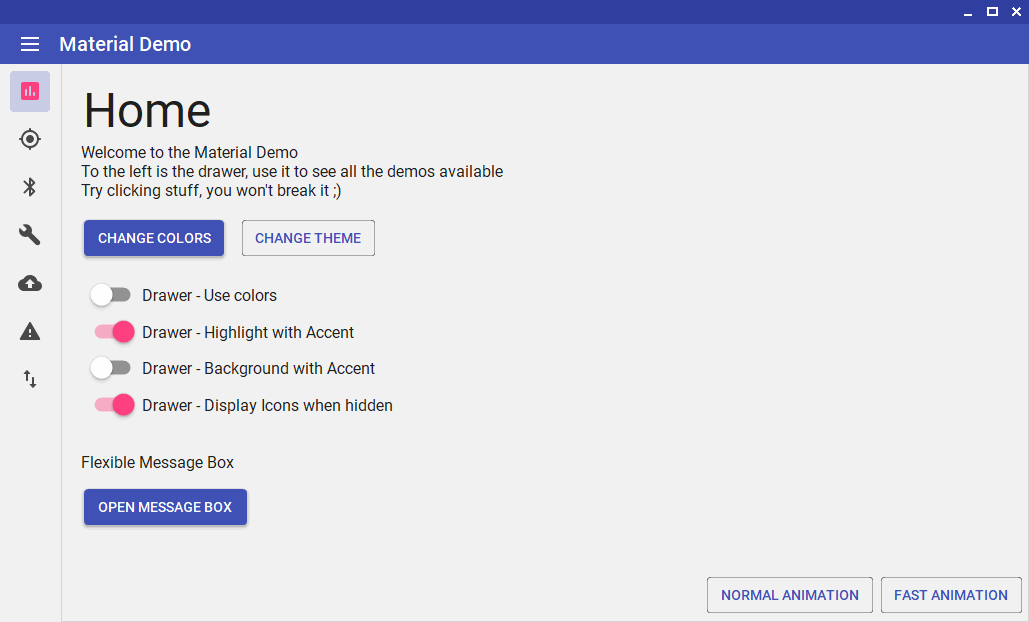 Material Demo
Home
Welcome to the Material Demo
To the left is the drawer, use it to see all the demos available
Try clicking stuff, you won't break it ;)
CHANGE COLORS
CHANGE THEME
Drawer - Use colors
Drawer - Highlight with Accent
Drawer - Background with Accent
Drawer - Display Icons when hidden
Flexible Message Box
OPEN MESSAGE BOX
NORMAL ANIMATION
FAST ANIMATION